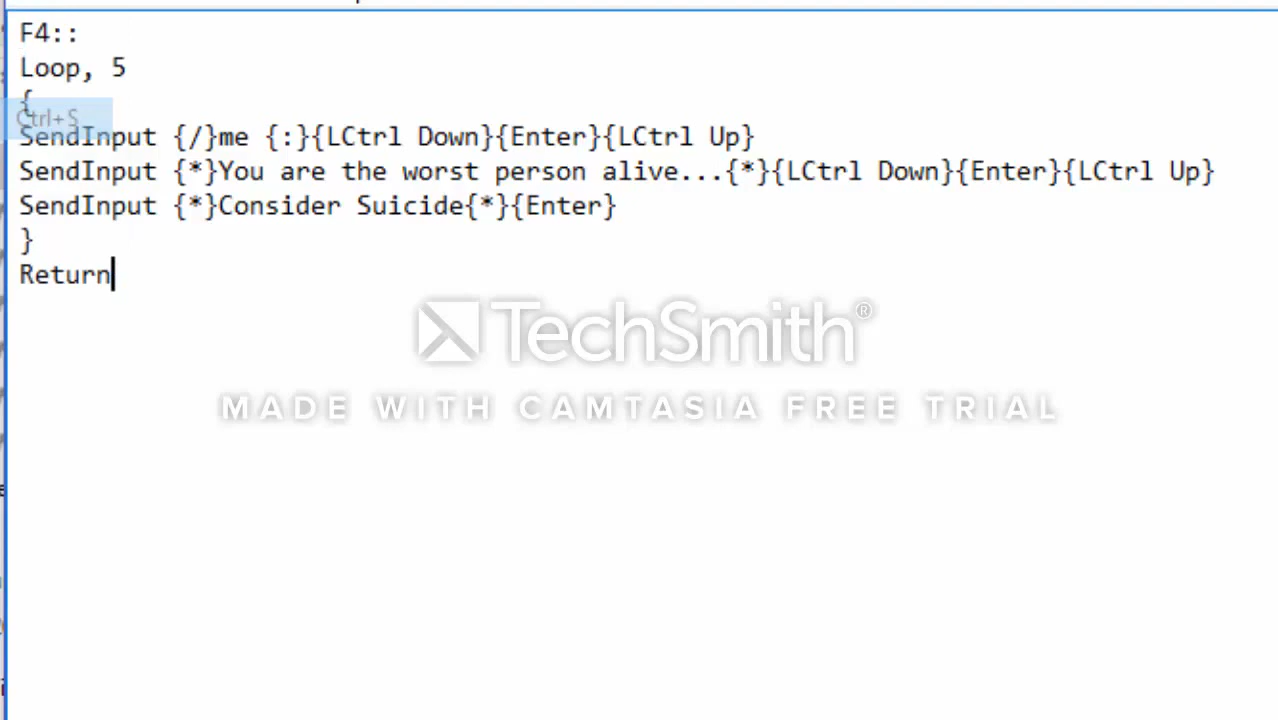 F4::
Loop, 5
{
Ctrl+S
SendInput {/}me {:}{LCtrl Down}{Enter}{LCtrl Up}
SendInput {*}You are the worst person alive...{*}{LCtrl Down}{Enter}{LCtrl Up}
SendInput {*}Consider Suicide{*}{Enter}
}
Return
TechSmith®
MADE WITH CAMTASIA FREE TRIAL